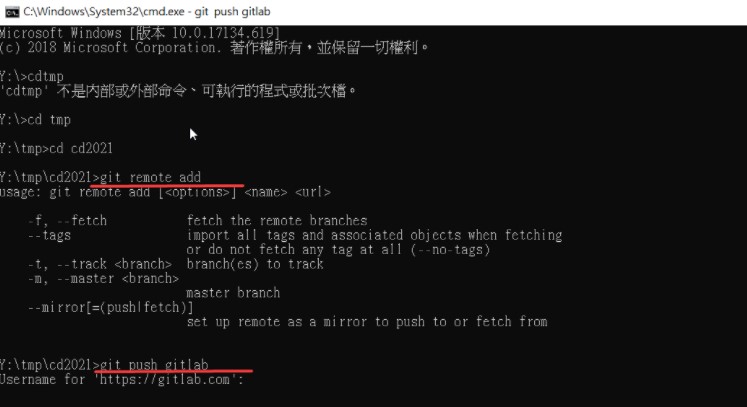 C:\Windows\System32\cmd.exe - git push gitlab
Microsoft Windows [版本 10.0.17134.619]
(c) 2018 Microsoft Corporation. 著作權所有，並保留一切權利。
Y:\>cdtmp
'cdtmp' 不是內部或外部命令、可執行的程式或批次檔。
Y:\>cd tmp
Y:\tmp>cd cd2021
Y:\tmp\cd2021>git remote add
usage: git remote add [<options>] <name> <url>
-f, --fetch fetch the remote branches
--tags import all tags and associated objects when fetching
or do not fetch any tag at all (--no-tags)
-t, --track <branch> branch(es) to track
-m, --master <branch>
master branch
--mirror[=(push|fetch)]
set up remote as a mirror to push to or fetch from
Y:\tmp\cd2021>git push gitlab
Username for 'https://gitlab.com':